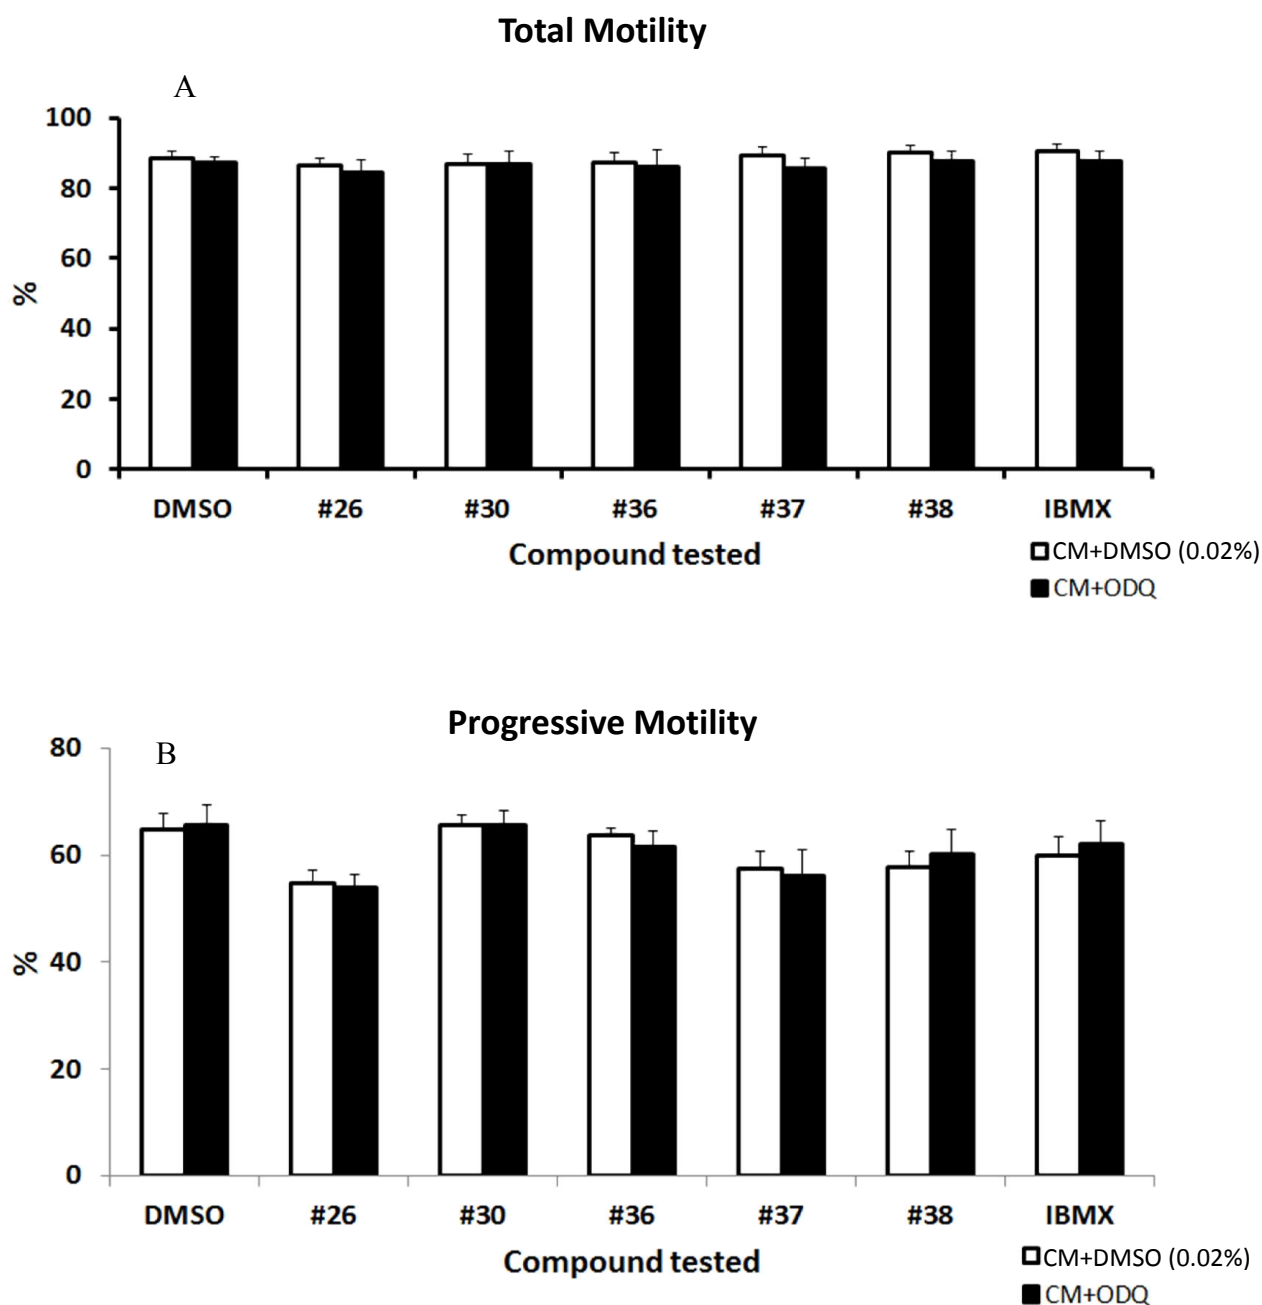 Total Motility
A
100
80
60
40
20
0
%
DMSO #26 #30 #36 #37 #38 IBMX
Compound tested
CM+DMSO (0.02%)
CM+ODQ
Progressive Motility
B
80
60
40
20
0
%
DMSO #26 #30 #36 #37 #38 IBMX
Compound tested
CM+DMSO (0.02%)
CM+ODQ